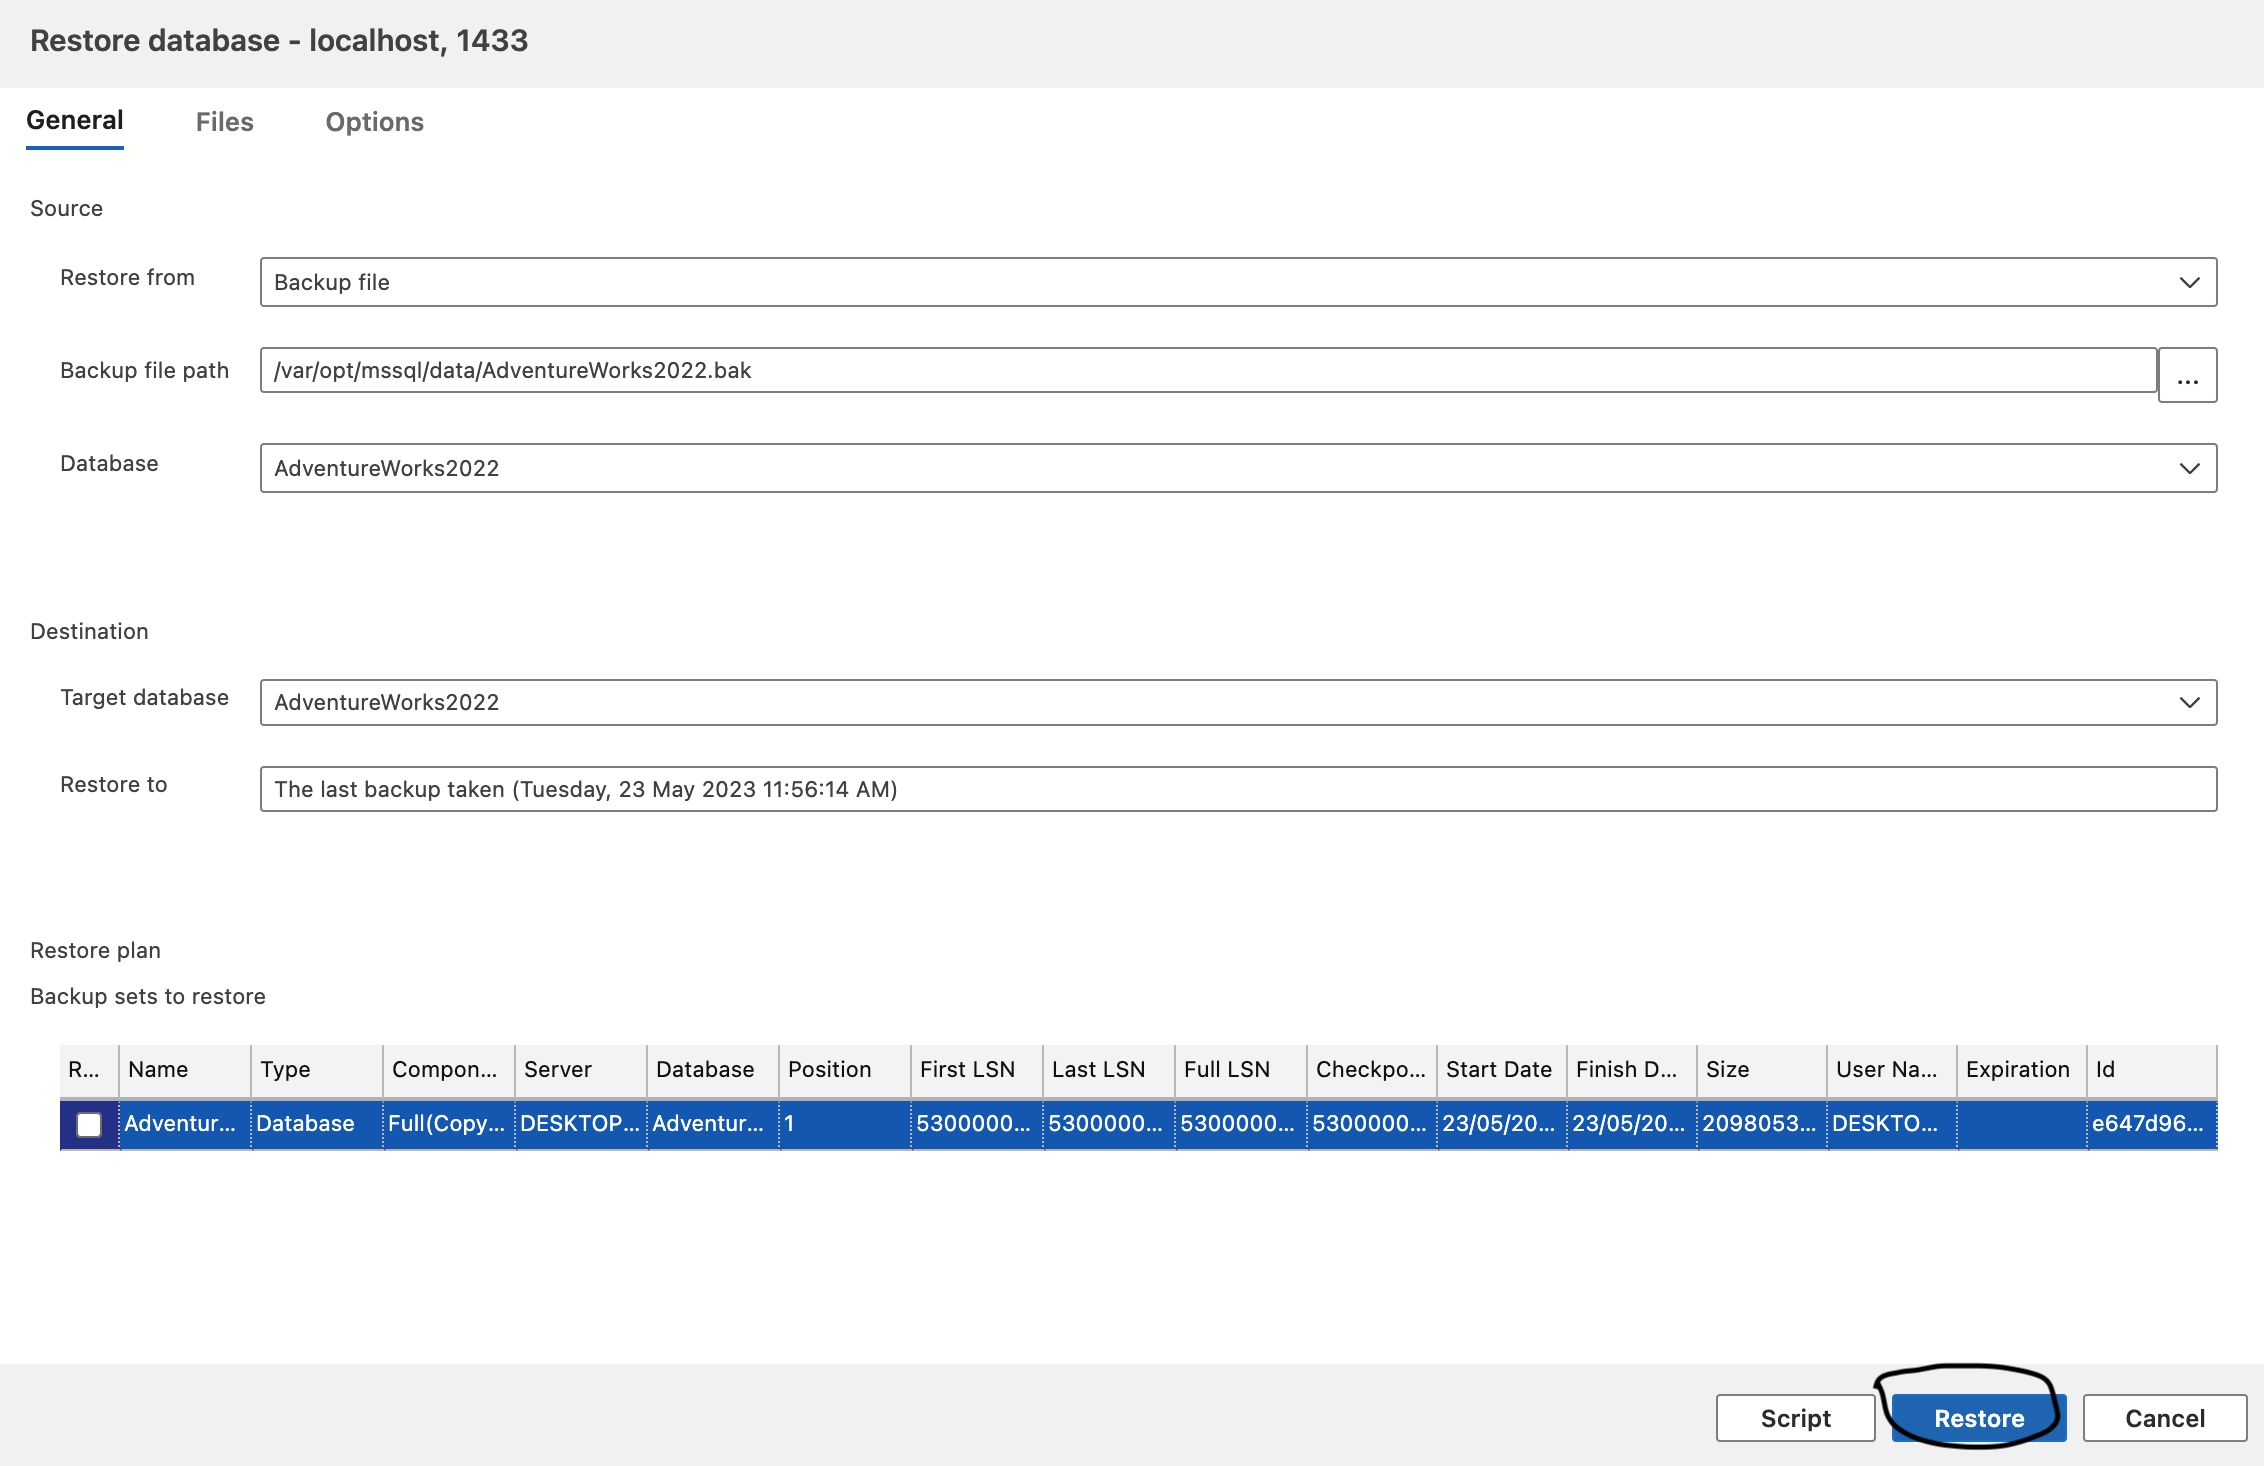 Restore database - localhost, 1433
General Files Options
Source
Restore from Backup file
Backup file path /var/opt/mssql/data/AdventureWorks2022.bak ...
Database AdventureWorks2022
Destination
Target database AdventureWorks2022
Restore to The last backup taken (Tuesday, 23 May 2023 11:56:14 AM)
Restore plan
Backup sets to restore
R... Name Type Compon... Server Database Position First LSN Last LSN Full LSN Checkpo... Start Date Finish D... Size User Na... Expiration Id
Adventur... Database Full(Copy... DESKTOP... Adventur... 1 5300000... 5300000... 5300000... 5300000... 23/05/20... 23/05/20... 2098053... DESKTO... e647d96...
Script Restore Cancel